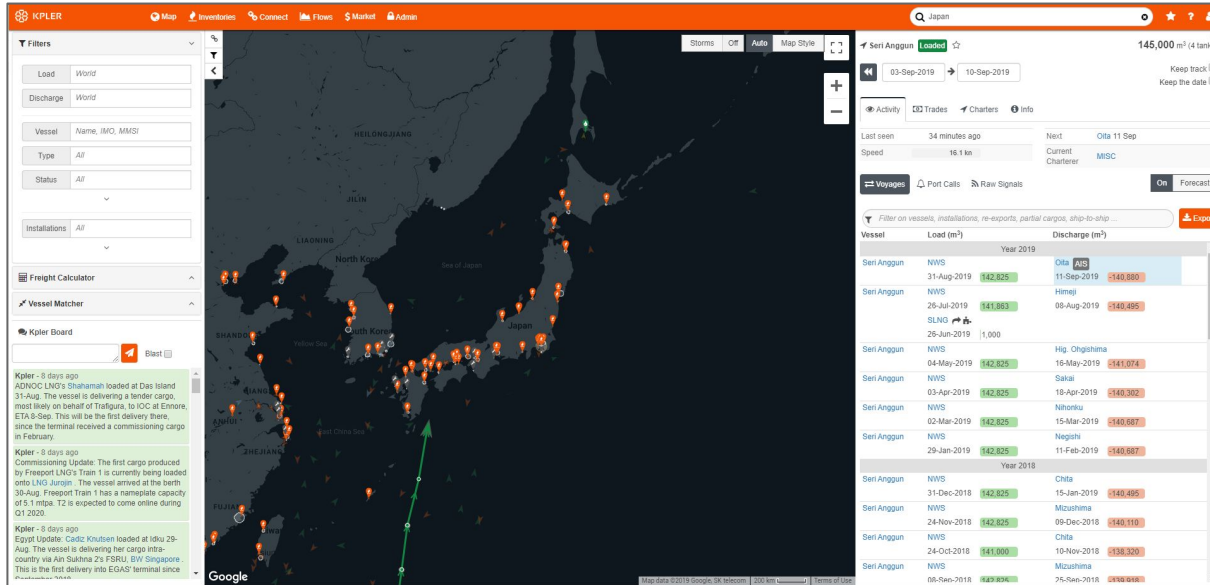 KPLER
Map
Inventories
Connect
Flows
$ Market
Admin
Japan
?
Filters
Load World
Discharge World
Vessel Name, IMO, MMSI
Type All
Status All
Installations All
Freight Calculator
Vessel Matcher
Kpler Board
Blast
Kpler - 8 days ago
ADNOC LNG's Shahamah loaded at Das Island
31-Aug. The vessel is delivering a tender cargo,
most likely on behalf of Trafigura, to IOC at Ennore,
ETA 8-Sep. This will be the first delivery there,
since the terminal received a commissioning cargo
in February.
Kpler - 8 days ago
Commissioning Update: The first cargo produced
by Freeport LNG's Train 1 is currently being loaded
onto LNG Jurojin . The vessel arrived at the berth
30-Aug. Freeport Train 1 has a nameplate capacity
of 5.1 mtpa. T2 is expected to come online during
Q1 2020.
Kpler - 8 days ago
Egypt Update: Cadiz Knutsen loaded at Idku 29-
Aug. The vessel is delivering her cargo intra-
country via Ain Sukhna 2's FSRU, BW Singapore .
This is the first delivery into EGAS' terminal since
September 2018
Storms Off Auto Map Style
+
−
HEILONGJIANG
JILIN
LIAONING
North Kor
Sea of Japan
South Korea
Japan
SHANDO
Yellow Sea
JIANG
ANHUI
East China Sea
ZHEJIANG
FUJIAN
Google
Map data ©2019 Google, SK telecom 200 km Terms of Use
Seri Anggun Loaded 145,000 m³ (4 tank
03-Sep-2019 10-Sep-2019
Keep track
Keep the date
Activity Trades Charters Info
Last seen 34 minutes ago Next Oita 11 Sep
Speed 16.1 kn Current Charterer MISC
Voyages Port Calls Raw Signals On Forecast
Filter on vessels, installations, re-exports, partial cargos, ship-to-ship ... Expo
Vessel Load (m³) Discharge (m³)
Year 2019
Seri Anggun NWS Oita AIS
31-Aug-2019 142,825 11-Sep-2019 -140,880
Seri Anggun NWS Himeji
26-Jul-2019 141,863 08-Aug-2019 -140,495
SLNG
26-Jun-2019 1,000
Seri Anggun NWS Hig. Ohgishima
04-May-2019 142,825 16-May-2019 -141,074
Seri Anggun NWS Sakai
03-Apr-2019 142,825 18-Apr-2019 -140,302
Seri Anggun NWS Nihonku
02-Mar-2019 142,825 15-Mar-2019 -140,687
Seri Anggun NWS Negishi
29-Jan-2019 142,825 11-Feb-2019 -140,687
Year 2018
Seri Anggun NWS Chita
31-Dec-2018 142,825 15-Jan-2019 -140,495
Seri Anggun NWS Mizushima
24-Nov-2018 142,825 09-Dec-2018 -140,110
Seri Anggun NWS Chita
24-Oct-2018 141,000 10-Nov-2018 -138,320
Seri Anggun NWS Mizushima
08-Sep-2018 142,825 25-Sep-2018 -139,918